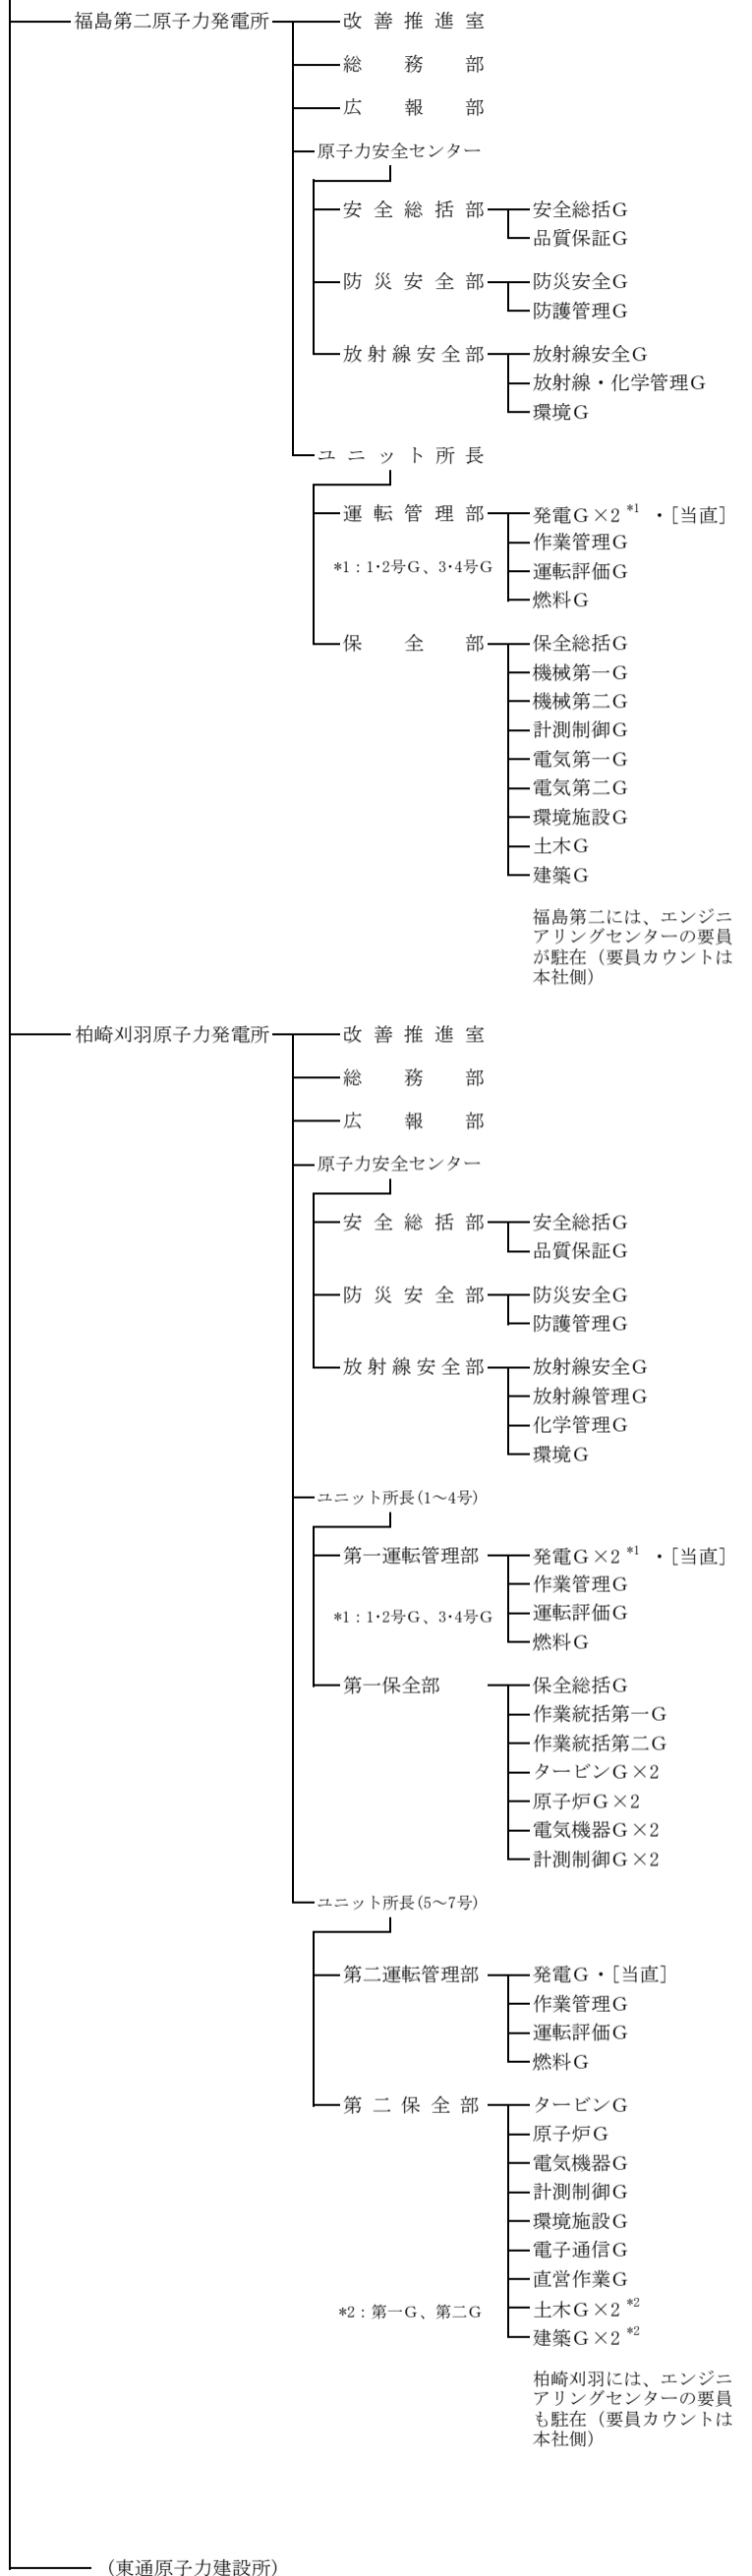 福島第二原子力発電所 改善推進室
総務部
広報部
原子力安全センター
安全総括部 安全総括G
品質保証G
防災安全部 防災安全G
防護管理G
放射線安全部 放射線安全G
放射線・化学管理G
環境G
ユニット所長
運転管理部 発電G×2 *1 ・[当直]
作業管理G
*1：1・2号G、3・4号G 運転評価G
燃料G
保全部 保全総括G
機械第一G
機械第二G
計測制御G
電気第一G
電気第二G
環境施設G
土木G
建築G
福島第二には、エンジニ
アリングセンターの要員
が駐在（要員カウントは
本社側）
柏崎刈羽原子力発電所 改善推進室
総務部
広報部
原子力安全センター
安全総括部 安全総括G
品質保証G
防災安全部 防災安全G
防護管理G
放射線安全部 放射線安全G
放射線管理G
化学管理G
環境G
ユニット所長(1～4号)
第一運転管理部 発電G×2 *1 ・[当直]
作業管理G
*1：1・2号G、3・4号G 運転評価G
燃料G
第一保全部 保全総括G
作業統括第一G
作業統括第二G
タービンG×2
原子炉G×2
電気機器G×2
計測制御G×2
ユニット所長(5～7号)
第二運転管理部 発電G・[当直]
作業管理G
運転評価G
燃料G
第二保全部 タービンG
原子炉G
電気機器G
計測制御G
環境施設G
電子通信G
直営作業G
*2：第一G、第二G 土木G×2 *2
建築G×2 *2
柏崎刈羽には、エンジニ
アリングセンターの要員
も駐在（要員カウントは
本社側）
（東通原子力建設所）